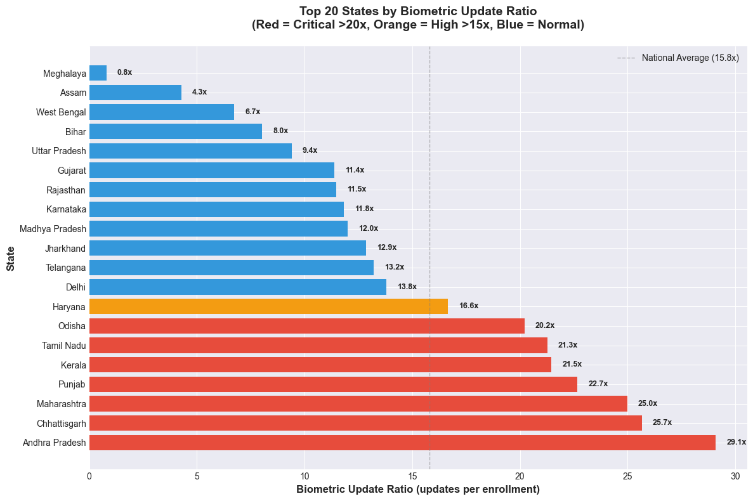 Top 20 States by Biometric Update Ratio
(Red = Critical >20x, Orange = High >15x, Blue = Normal)
National Average (15.8x)
State
Meghalaya 0.8x
Assam 4.3x
West Bengal 6.7x
Bihar 8.0x
Uttar Pradesh 9.4x
Gujarat 11.4x
Rajasthan 11.5x
Karnataka 11.8x
Madhya Pradesh 12.0x
Jharkhand 12.9x
Telangana 13.2x
Delhi 13.8x
Haryana 16.6x
Odisha 20.2x
Tamil Nadu 21.3x
Kerala 21.5x
Punjab 22.7x
Maharashtra 25.0x
Chhattisgarh 25.7x
Andhra Pradesh 29.1x
0 5 10 15 20 25 30
Biometric Update Ratio (updates per enrollment)